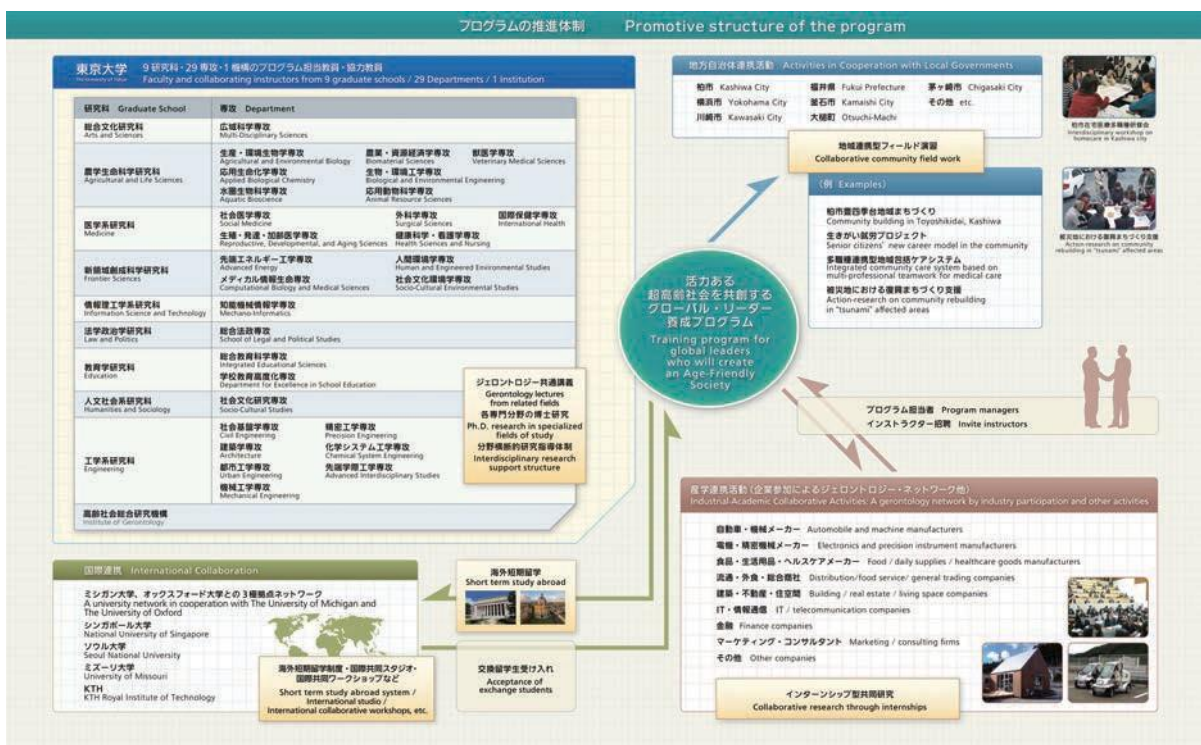 プログラムの推進体制 Promotive structure of the program
東京大学 9研究科・29専攻・1機構のプログラム担当教員・協力教員
The University of Tokyo Faculty and collaborating instructors from 9 graduate schools / 29 Departments / 1 Institution
研究科 Graduate School 専攻 Department
総合文化研究科
Arts and Sciences
広域科学専攻
Multi-Disciplinary Sciences
農学生命科学研究科
Agricultural and Life Sciences
生産・環境生物学専攻 農業・資源経済学専攻 獣医学専攻
Agricultural and Environmental Biology Biomaterial Sciences Veterinary Medical Sciences
応用生命化学専攻 生物・環境工学専攻
Applied Biological Chemistry Biological and Environmental Engineering
水圏生物科学専攻 応用動物科学専攻
Aquatic Bioscience Animal Resource Sciences
医学系研究科
Medicine
社会医学専攻 外科学専攻 国際保健学専攻
Social Medicine Surgical Sciences International Health
生殖・発達・加齢医学専攻 健康科学・看護学専攻
Reproductive, Developmental, and Aging Sciences Health Sciences and Nursing
新領域創成科学研究科
Frontier Sciences
先端エネルギー工学専攻 人間環境学専攻
Advanced Energy Human and Engineered Environmental Studies
メディカル情報生命専攻 社会文化環境学専攻
Computational Biology and Medical Sciences Socio-Cultural Environmental Studies
情報理工学系研究科
Information Science and Technology
知能機械情報学専攻
Mechano-Informatics
法学政治学研究科
Law and Politics
総合法政専攻
School of Legal and Political Studies
教育学研究科
Education
総合教育科学専攻
Integrated Educational Sciences
学校教育高度化専攻
Department for Excellence in School Education
人文社会系研究科
Humanities and Sociology
社会文化研究専攻
Socio-Cultural Studies
工学系研究科
Engineering
社会基盤学専攻 精密工学専攻
Civil Engineering Precision Engineering
建築学専攻 化学システム工学専攻
Architecture Chemical System Engineering
都市工学専攻 先端学際工学専攻
Urban Engineering Advanced Interdisciplinary Studies
機械工学専攻
Mechanical Engineering
高齢社会総合研究機構
Institute of Gerontology
ジェロントロジー共通講義
Gerontology lectures
from related fields
各専門分野の博士研究
Ph.D. research in specialized
fields of study
分野横断的研究指導体制
Interdisciplinary research
support structure
地方自治体連携活動 Activities in Cooperation with Local Governments
柏市 Kashiwa City 福井県 Fukui Prefecture 茅ヶ崎市 Chigasaki City
横浜市 Yokohama City 釜石市 Kamaishi City その他 etc.
川崎市 Kawasaki City 大槌町 Otsuchi-Machi
地域連携型フィールド演習
Collaborative community field work
柏市在宅医療多職種研修会
Interdisciplinary workshop on
homecare in Kashiwa city
(例) Examples
柏市豊四季台地域まちづくり
Community building in Toyoshikidai, Kashiwa
生きがい就労プロジェクト
Senior citizens' new career model in the community
多職種連携型地域包括ケアシステム
Integrated community care system based on
multi-professional teamwork for medical care
被災地における復興まちづくり支援
Action-research on community rebuilding
in "tsunami" affected areas
被災地における復興まちづくり支援
Action-research on community
rebuilding in "tsunami" affected areas
活力ある
超高齢社会を共創する
グローバル・リーダー
養成プログラム
Training program for
global leaders
who will create
an Age-Friendly
Society
プログラム担当者 Program managers
インストラクター招聘 Invite instructors
国際連携 International Collaboration
ミシガン大学、オックスフォード大学との3極拠点ネットワーク
A university network in cooperation with The University of Michigan and
The University of Oxford
シンガポール大学
National University of Singapore
ソウル大学
Seoul National University
ミズーリ大学
University of Missouri
KTH
KTH Royal Institute of Technology
海外短期留学制度・国際共同スタジオ・
国際共同ワークショップなど
Short term study abroad system /
International studio /
International collaborative workshops, etc.
海外短期留学
Short term study abroad
交換留学生受け入れ
Acceptance of
exchange students
産学連携活動(企業参加によるジェロントロジー・ネットワーク他)
Industrial-Academic Collaborative Activities: A gerontology network by industry participation and other activities
自動車・機械メーカー Automobile and machine manufacturers
電機・精密機械メーカー Electronics and precision instrument manufacturers
食品・生活用品・ヘルスケアメーカー Food / daily supplies / healthcare goods manufacturers
流通・外食・総合商社 Distribution/food service/ general trading companies
建築・不動産・住空間 Building / real estate / living space companies
IT・情報通信 IT / telecommunication companies
金融 Finance companies
マーケティング・コンサルタント Marketing / consulting firms
その他 Other companies
インターンシップ型共同研究
Collaborative research through internships